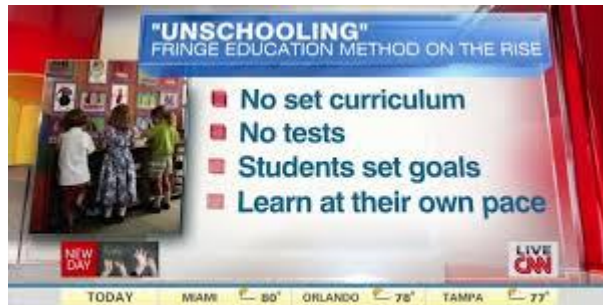 "UNSCHOOLING"
FRINGE EDUCATION METHOD ON THE RISE
No set curriculum
No tests
Students set goals
Learn at their own pace
NEW
DAY
LIVE
CNN
TODAY MIAMI 80° ORLANDO 78° TAMPA 77°